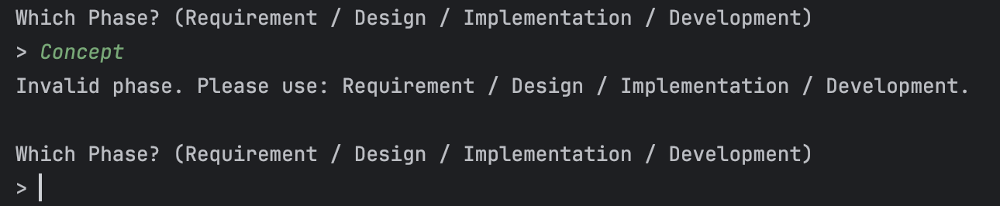 Which Phase? (Requirement / Design / Implementation / Development)
> Concept
Invalid phase. Please use: Requirement / Design / Implementation / Development.
Which Phase? (Requirement / Design / Implementation / Development)
>